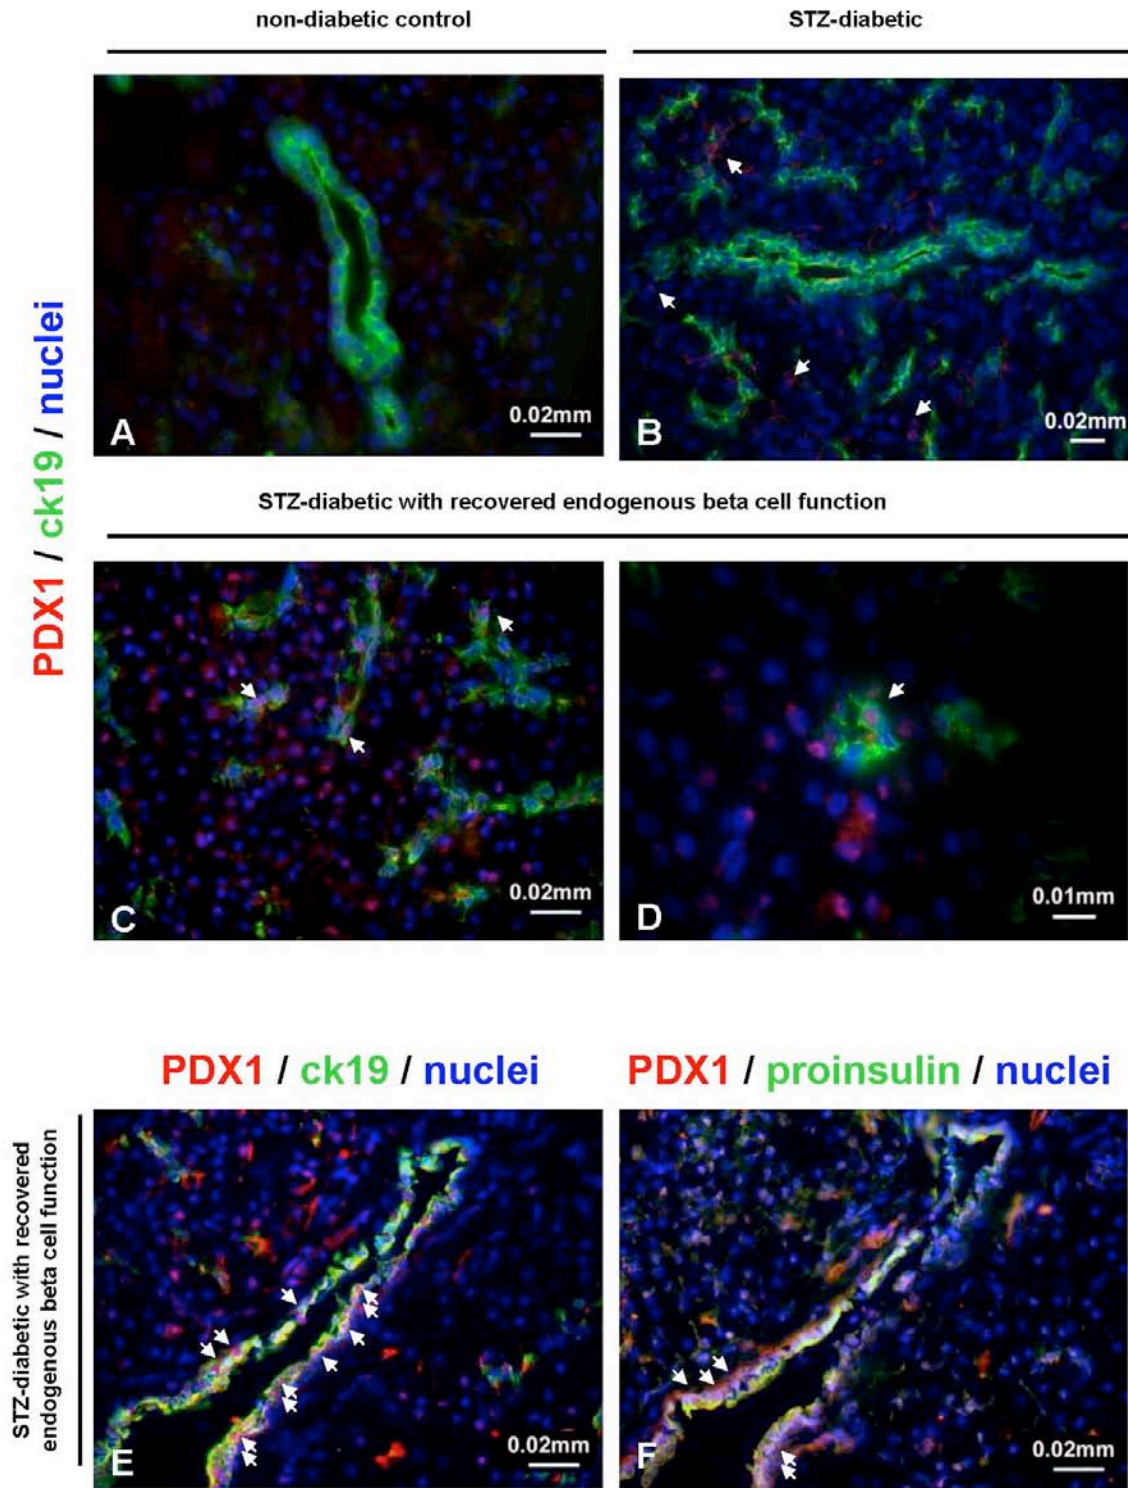 non-diabetic control
STZ-diabetic
PDX1 / ck19 / nuclei
A
0.02mm
B
0.02mm
STZ-diabetic with recovered endogenous beta cell function
C
0.02mm
D
0.01mm
PDX1 / ck19 / nuclei
PDX1 / proinsulin / nuclei
STZ-diabetic with recovered
endogenous beta cell function
E
0.02mm
F
0.02mm